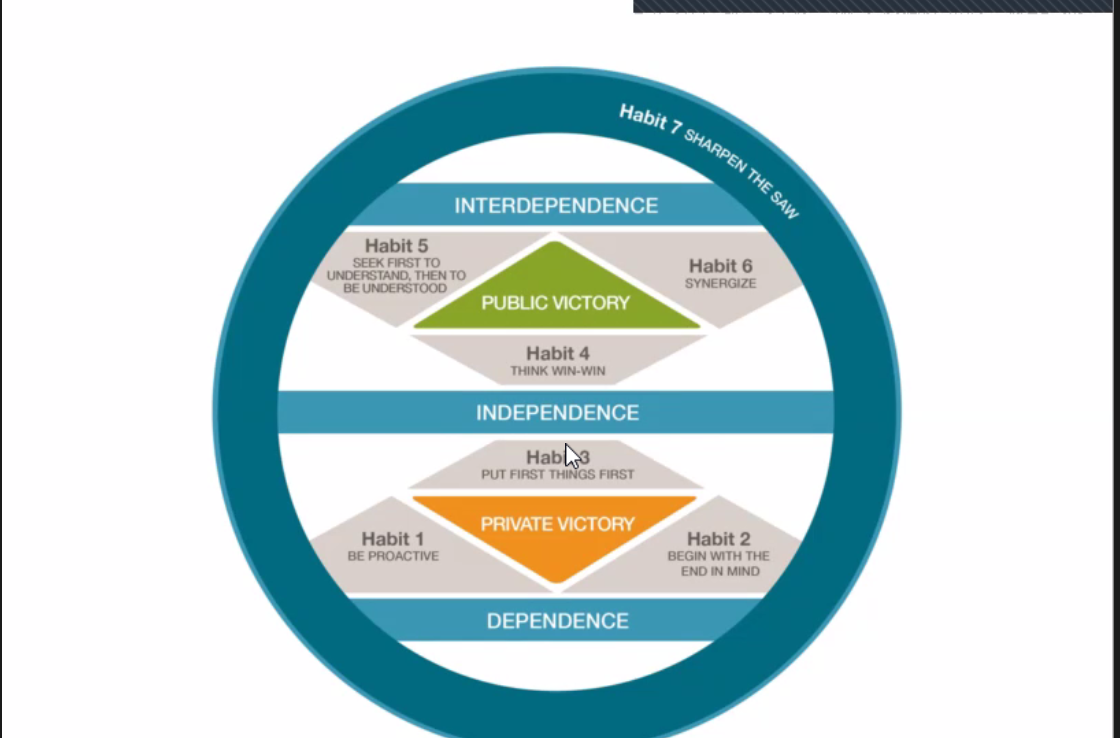 Habit 7 SHARPEN THE SAW
INTERDEPENDENCE
Habit 5
SEEK FIRST TO
UNDERSTAND, THEN TO
BE UNDERSTOOD
Habit 6
SYNERGIZE
PUBLIC VICTORY
Habit 4
THINK WIN-WIN
INDEPENDENCE
Habit 3
PUT FIRST THINGS FIRST
PRIVATE VICTORY
Habit 1
BE PROACTIVE
Habit 2
BEGIN WITH THE
END IN MIND
DEPENDENCE